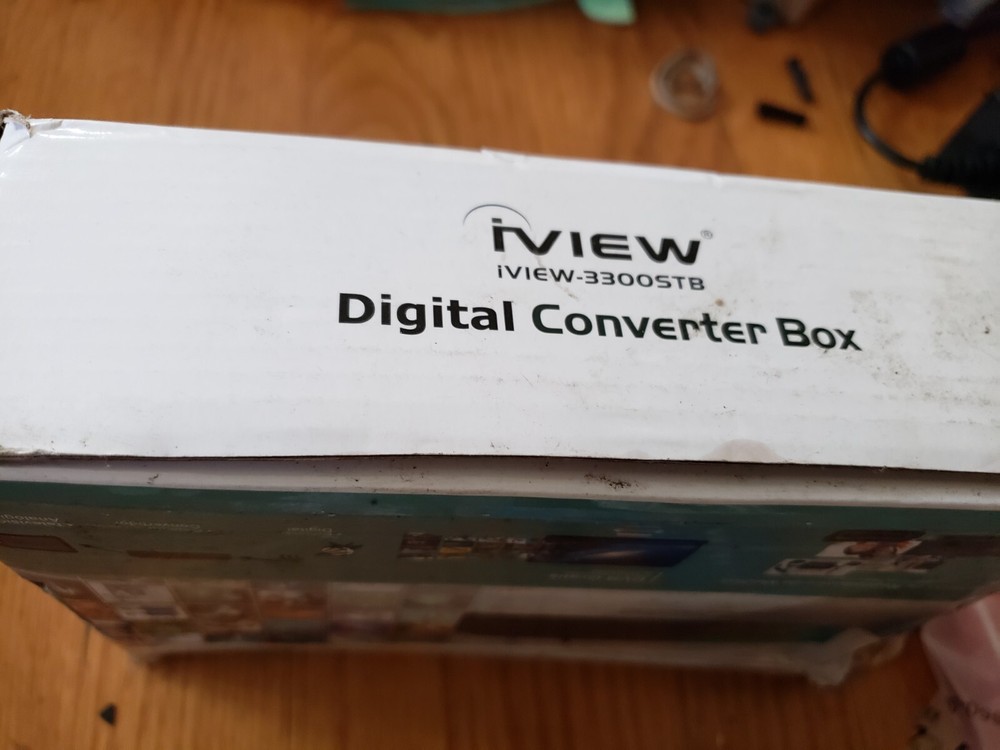 iVIEW®
iVIEW-3300STB
Digital Converter Box